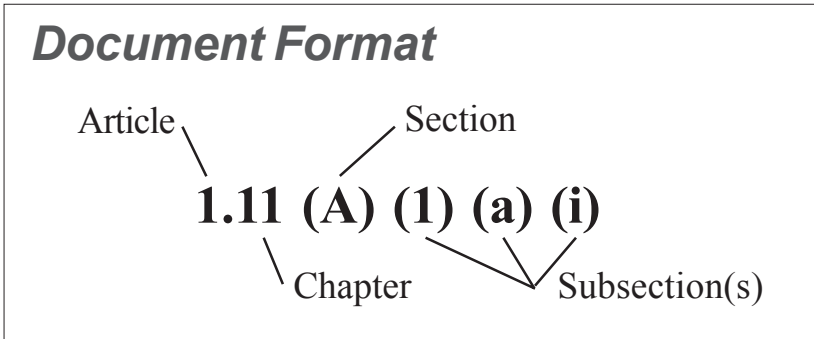 Document Format
Article Section
1.11 (A) (1) (a) (i)
Chapter Subsection(s)